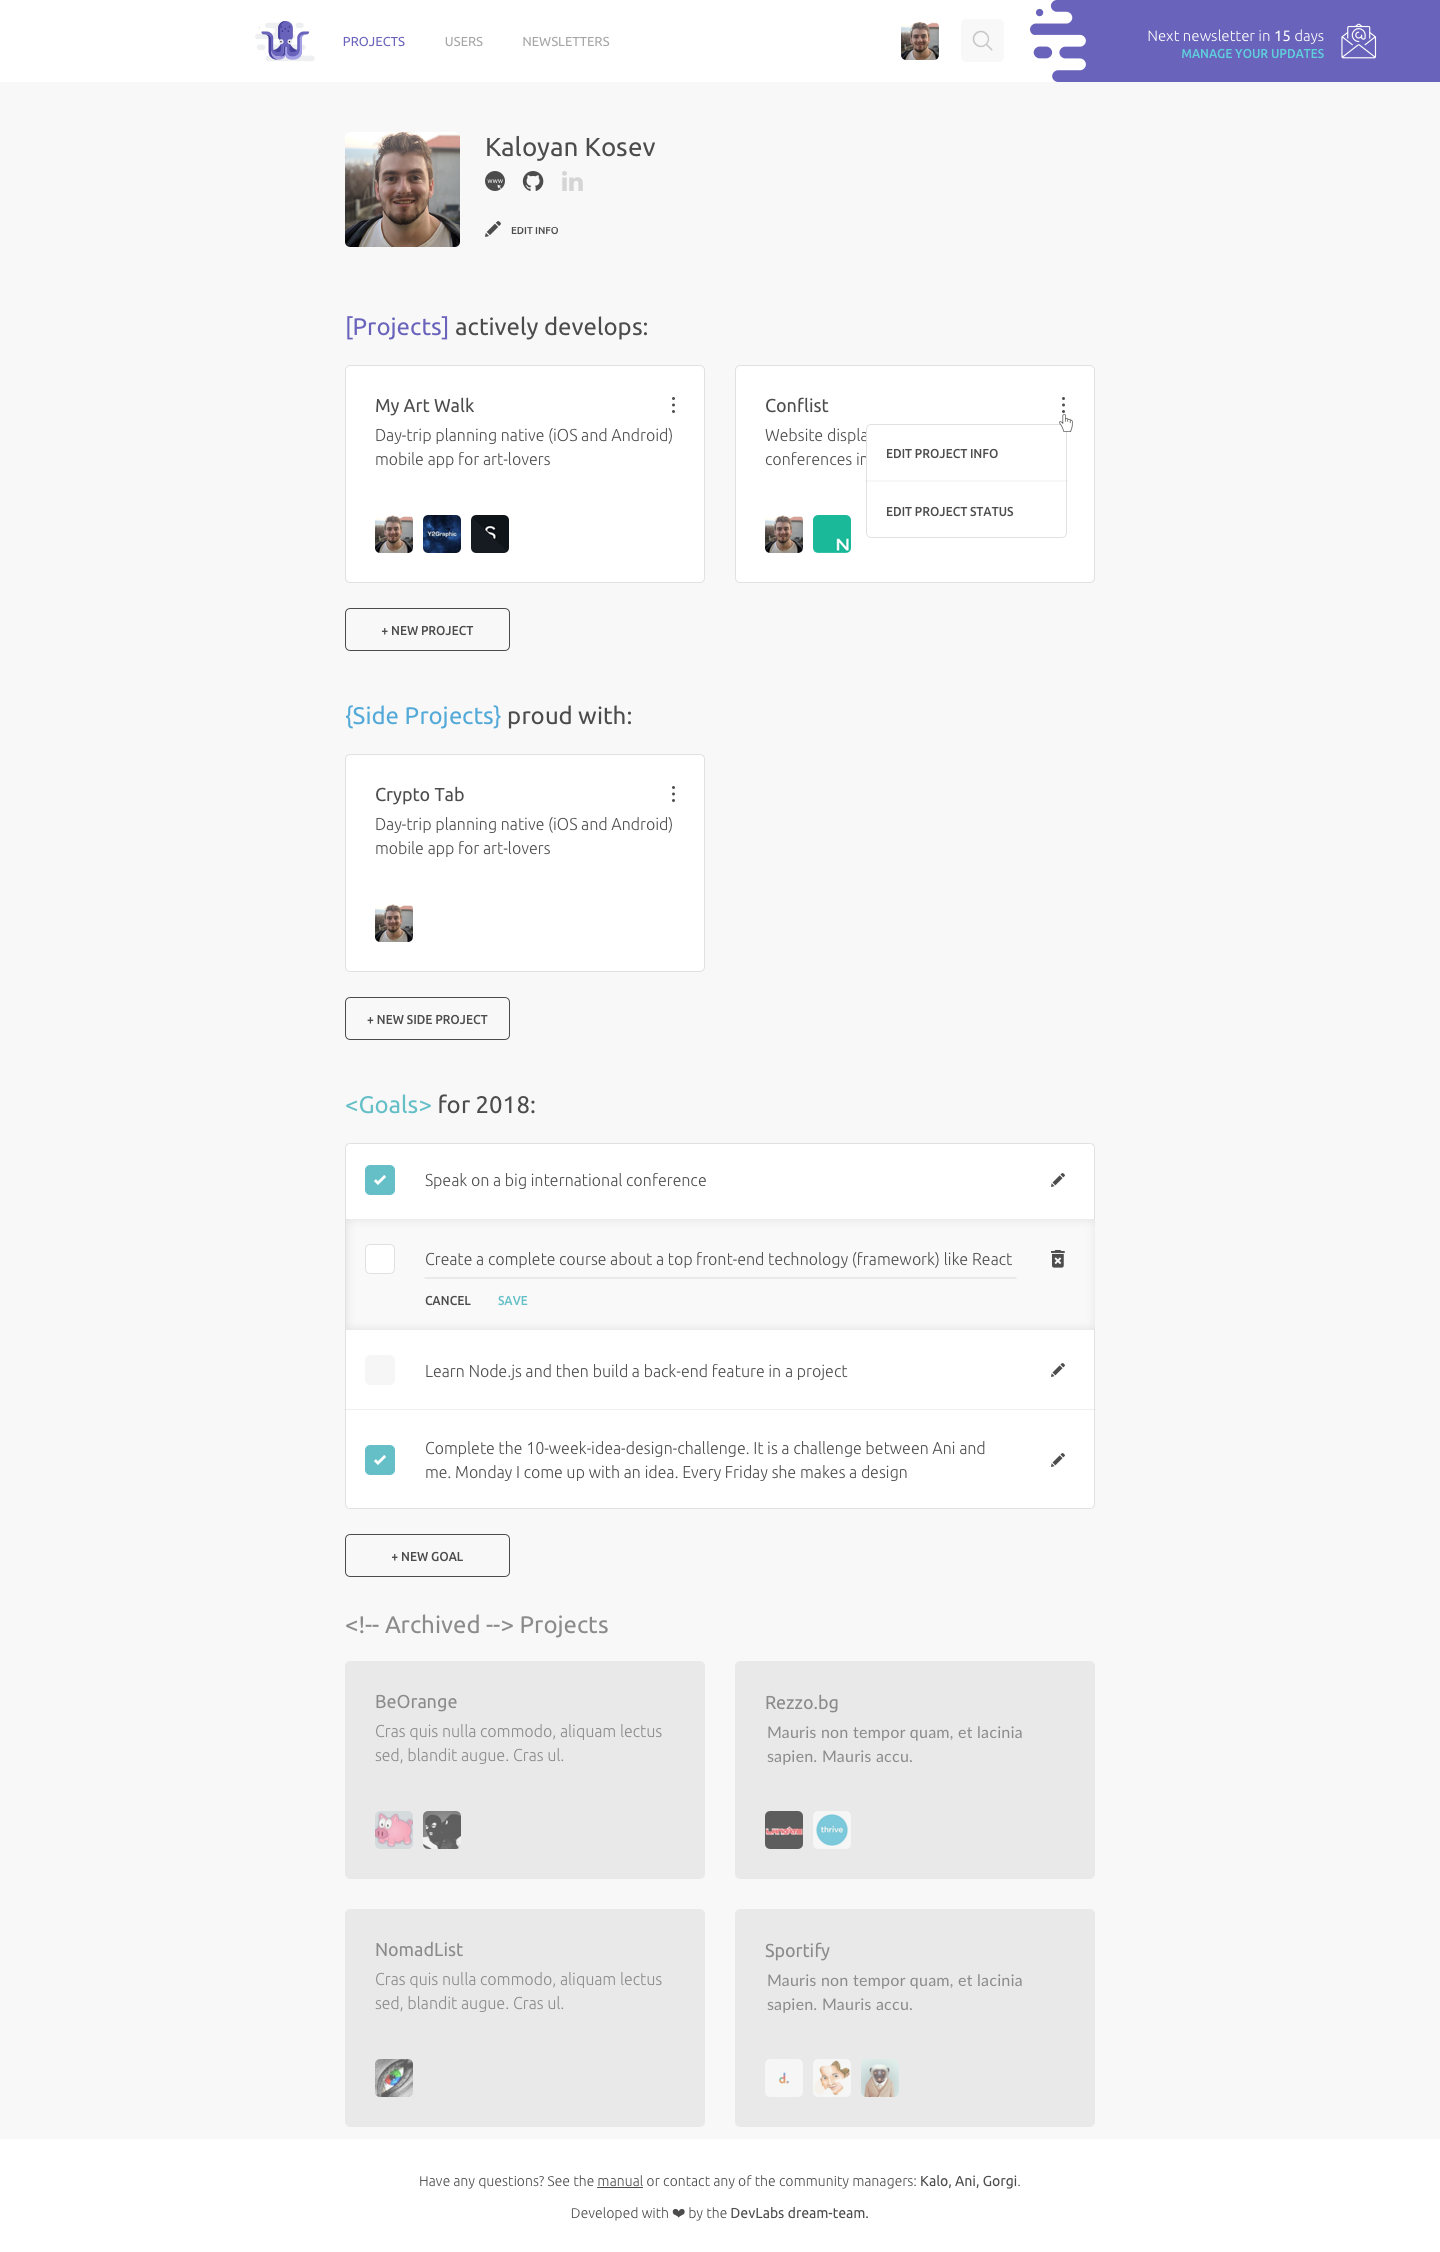 PROJECTS
USERS
NEWSLETTERS
Next newsletter in 15 days
MANAGE YOUR UPDATES
Kaloyan Kosev
www
in
EDIT INFO
[Projects] actively develops:
My Art Walk
Day-trip planning native (iOS and Android)
mobile app for art-lovers
Y2Graphic
Conflist
Website displa
conferences in
EDIT PROJECT INFO
EDIT PROJECT STATUS
N
+ NEW PROJECT
{Side Projects} proud with:
Crypto Tab
Day-trip planning native (iOS and Android)
mobile app for art-lovers
+ NEW SIDE PROJECT
<Goals> for 2018:
Speak on a big international conference
Create a complete course about a top front-end technology (framework) like React
CANCEL
SAVE
Learn Node.js and then build a back-end feature in a project
Complete the 10-week-idea-design-challenge. It is a challenge between Ani and
me. Monday I come up with an idea. Every Friday she makes a design
+ NEW GOAL
<!-- Archived --> Projects
BeOrange
Cras quis nulla commodo, aliquam lectus
sed, blandit augue. Cras ul.
Rezzo.bg
Mauris non tempor quam, et lacinia
sapien. Mauris accu.
thrive
NomadList
Cras quis nulla commodo, aliquam lectus
sed, blandit augue. Cras ul.
Sportify
Mauris non tempor quam, et lacinia
sapien. Mauris accu.
d.
Have any questions? See the manual or contact any of the community managers: Kalo, Ani, Gorgi.
Developed with ❤ by the DevLabs dream-team.